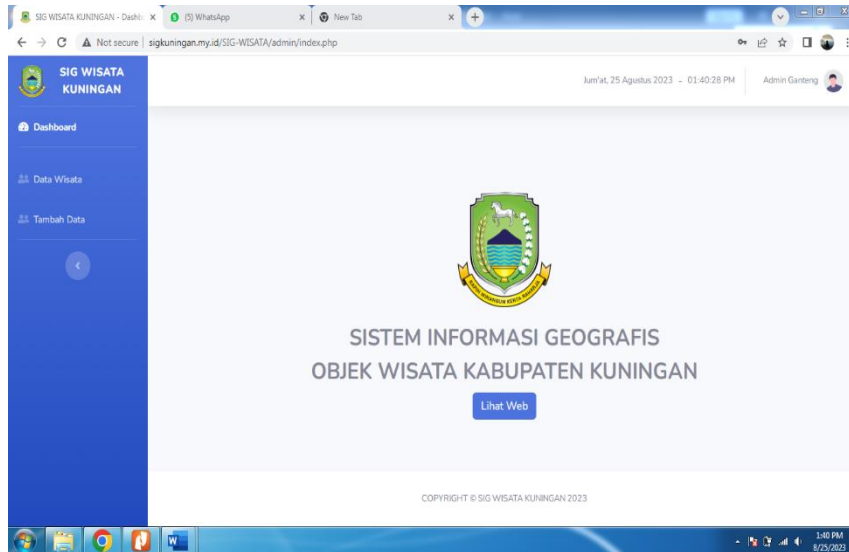 SIG WISATA KUNINGAN - Dashb
(5) WhatsApp
New Tab
Not secure
sigkuningan.my.id/SIG-WISATA/admin/index.php
SIG WISATA
KUNINGAN
Jum'at, 25 Agustus 2023 - 01:40:28 PM
Admin Ganteng
Dashboard
Data Wisata
Tambah Data
SISTEM INFORMASI GEOGRAFIS
OBJEK WISATA KABUPATEN KUNINGAN
Lihat Web
COPYRIGHT © SIG WISATA KUNINGAN 2023
1:40 PM
8/25/2023